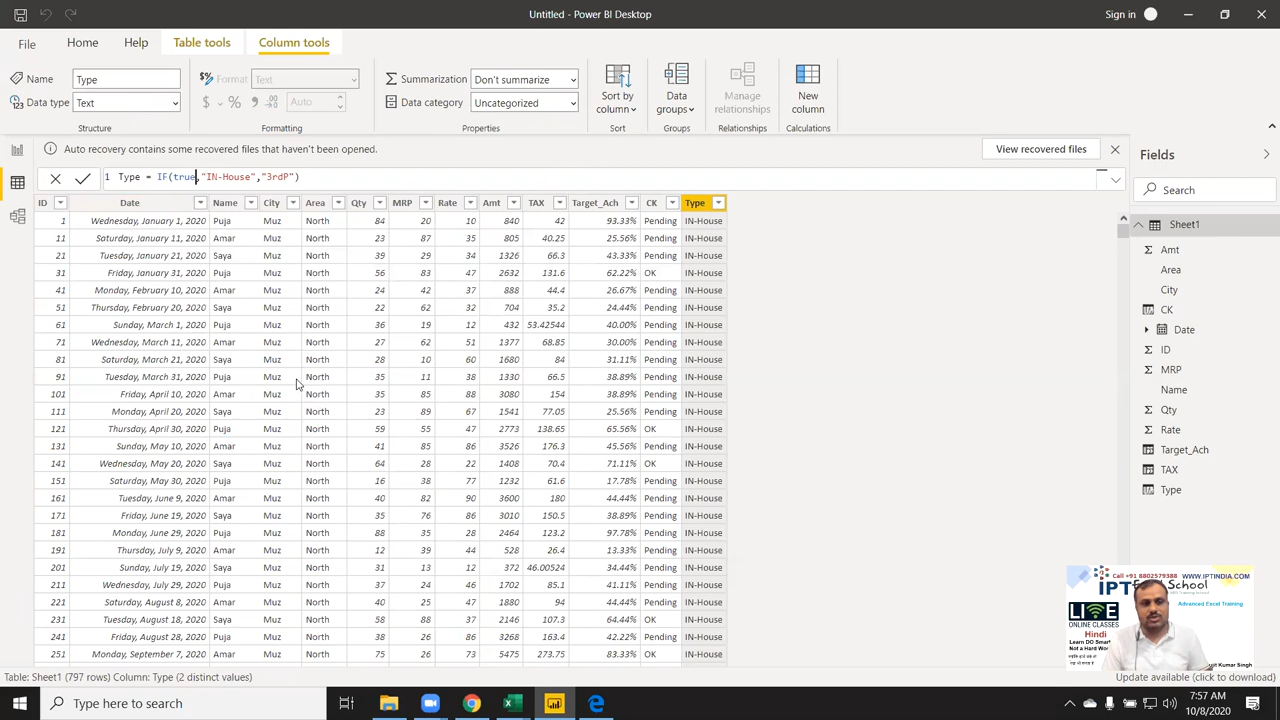 Untitled - Power BI Desktop
Sign in
File
Home
Help
Table tools
Column tools
Name
Type
Format
Text
Summarization
Don't summarize
Data type
Text
$
%
Auto
Data category
Uncategorized
Sort by column
Data groups
Manage relationships
New column
Structure
Formatting
Properties
Sort
Groups
Relationships
Calculations
Auto recovery contains some recovered files that haven't been opened.
View recovered files
Fields
1 Type = IF(true,"IN-House","3rdP")
Search
ID Date Name City Area Qty MRP Rate Amt TAX Target_Ach CK Type
1 Wednesday, January 1, 2020 Puja Muz North 84 20 10 840 42 93.33% Pending IN-House
11 Saturday, January 11, 2020 Amar Muz North 23 87 35 805 40.25 25.56% Pending IN-House
21 Tuesday, January 21, 2020 Saya Muz North 39 29 34 1326 66.3 43.33% Pending IN-House
31 Friday, January 31, 2020 Puja Muz North 56 83 47 2632 131.6 62.22% OK IN-House
41 Monday, February 10, 2020 Amar Muz North 24 42 37 888 44.4 26.67% Pending IN-House
51 Thursday, February 20, 2020 Saya Muz North 22 62 32 704 35.2 24.44% Pending IN-House
61 Sunday, March 1, 2020 Puja Muz North 36 19 12 432 53.42544 40.00% Pending IN-House
71 Wednesday, March 11, 2020 Amar Muz North 27 62 51 1377 68.85 30.00% Pending IN-House
81 Saturday, March 21, 2020 Saya Muz North 28 10 60 1680 84 31.11% Pending IN-House
91 Tuesday, March 31, 2020 Puja Muz North 35 11 38 1330 66.5 38.89% Pending IN-House
101 Friday, April 10, 2020 Amar Muz North 35 85 88 3080 154 38.89% Pending IN-House
111 Monday, April 20, 2020 Saya Muz North 23 89 67 1541 77.05 25.56% Pending IN-House
121 Thursday, April 30, 2020 Puja Muz North 59 55 47 2773 138.65 65.56% OK IN-House
131 Sunday, May 10, 2020 Amar Muz North 41 85 86 3526 176.3 45.56% Pending IN-House
141 Wednesday, May 20, 2020 Saya Muz North 64 28 22 1408 70.4 71.11% OK IN-House
151 Saturday, May 30, 2020 Puja Muz North 16 38 77 1232 61.6 17.78% Pending IN-House
161 Tuesday, June 9, 2020 Amar Muz North 40 82 90 3600 180 44.44% Pending IN-House
171 Friday, June 19, 2020 Saya Muz North 35 76 86 3010 150.5 38.89% Pending IN-House
181 Monday, June 29, 2020 Puja Muz North 88 35 28 2464 123.2 97.78% Pending IN-House
191 Thursday, July 9, 2020 Amar Muz North 12 39 44 528 26.4 13.33% Pending IN-House
201 Sunday, July 19, 2020 Saya Muz North 31 13 12 372 46.00524 34.44% Pending IN-House
211 Wednesday, July 29, 2020 Puja Muz North 37 24 46 1702 85.1 41.11% Pending IN-House
221 Saturday, August 8, 2020 Amar Muz North 40 25 47 1880 94 44.44% Pending IN-House
231 Tuesday, August 18, 2020 Saya Muz North 58 88 37 2146 107.3 64.44% OK IN-House
241 Friday, August 28, 2020 Puja Muz North 38 26 86 3268 163.4 42.22% Pending IN-House
251 Monday, September 7, 2020 Amar Muz North 75 26 73 5475 273.75 83.33% OK IN-House
Sheet1
Amt
Area
City
CK
Date
ID
MRP
Name
Qty
Rate
Target_Ach
TAX
Type
Call +91 8802579388 WWW.IPTINDIA.COM
IPT School
LIVE
ONLINE CLASSES
Hindi
Advanced Excel Training
Learn DO Smart
Not a Hard
Kumar Singh
Table: Sheet1 (797 rows) Column: Type (2 distinct values)
Update available (click to download)
Type here to search
7:57 AM
10/8/2020